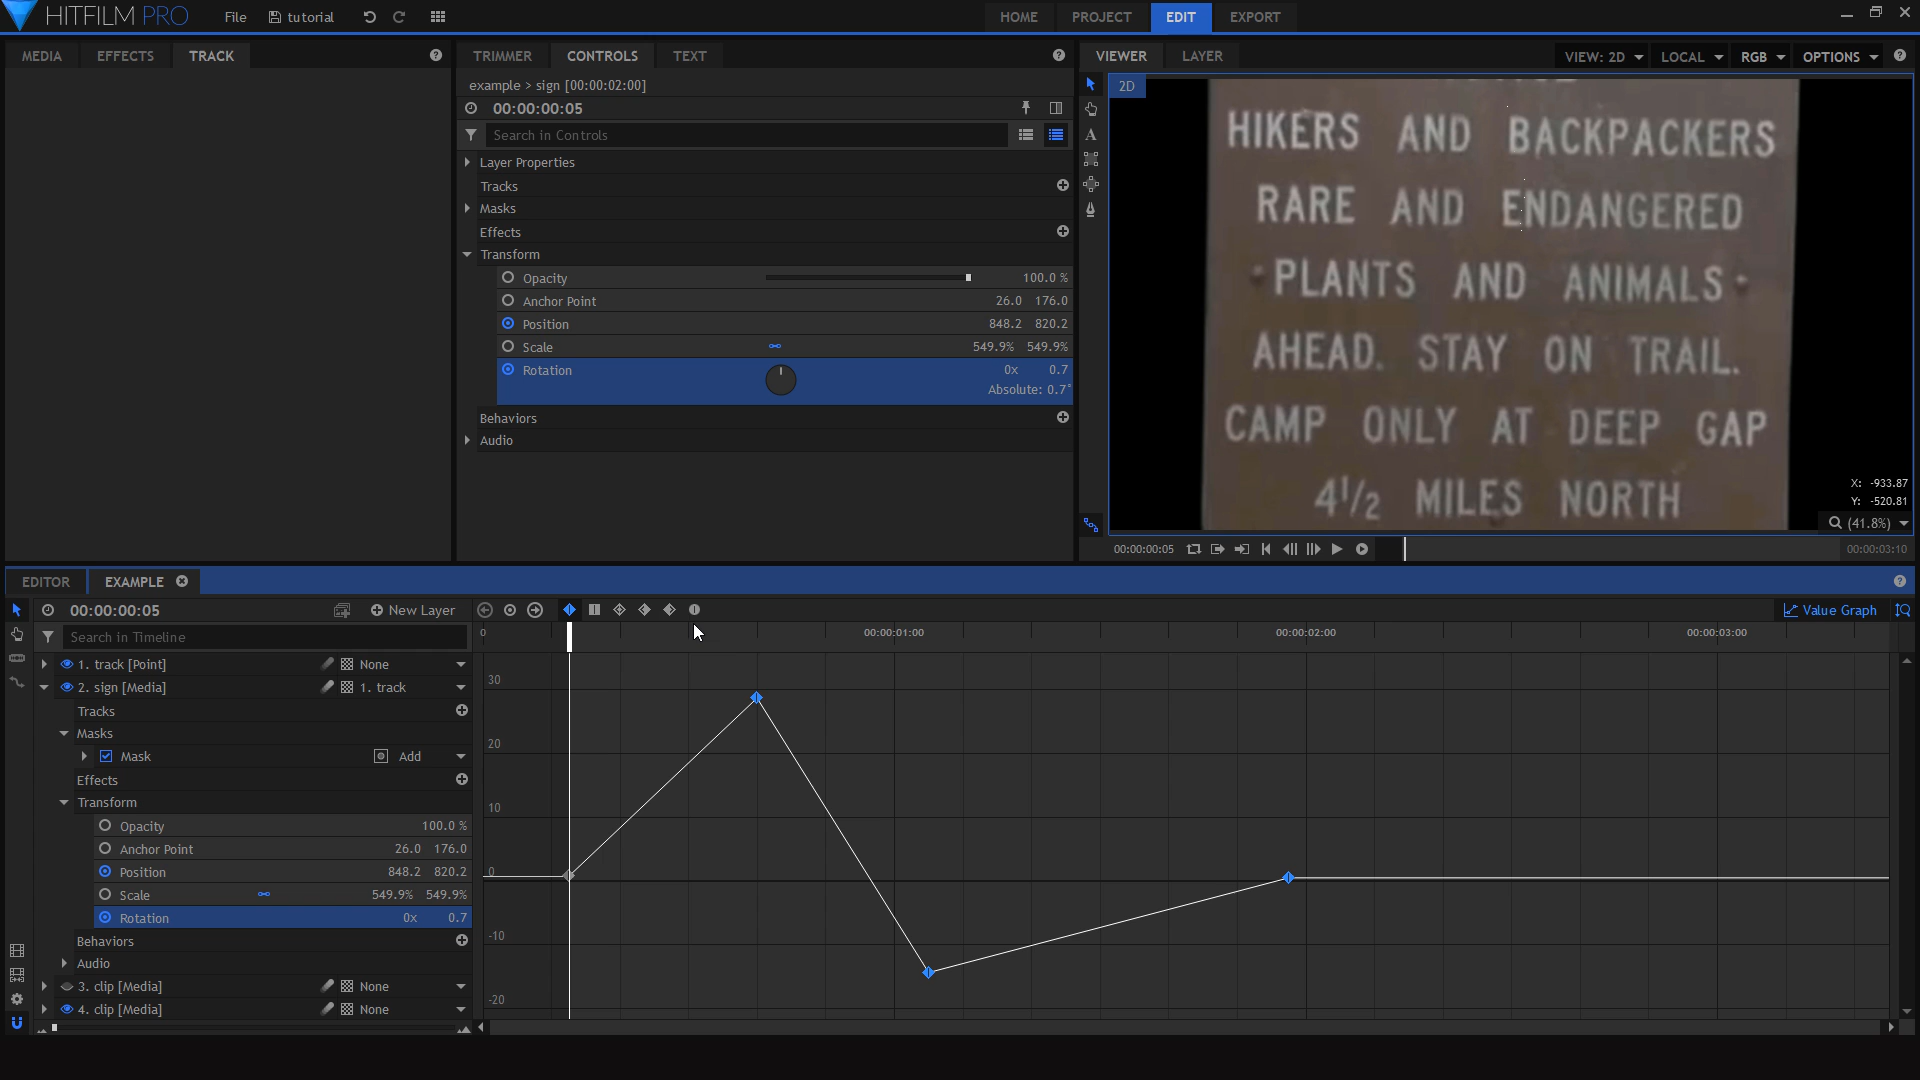 HITFILM PRO
File
tutorial
HOME
PROJECT
EDIT
EXPORT
MEDIA
EFFECTS
TRACK
TRIMMER
CONTROLS
TEXT
VIEWER
LAYER
VIEW: 2D
LOCAL
RGB
OPTIONS
example > sign [00:00:02:00]
00:00:00:05
Search in Controls
Layer Properties
Tracks
Masks
Effects
Transform
Opacity 100.0 %
Anchor Point 26.0 176.0
Position 848.2 820.2
Scale 549.9% 549.9%
Rotation 0x 0.7
Absolute: 0.7°
Behaviors
Audio
2D
HIKERS AND BACKPACKERS
RARE AND ENDANGERED
PLANTS AND ANIMALS
AHEAD. STAY ON TRAIL.
CAMP ONLY AT DEEP GAP
4 1/2 MILES NORTH
X: -933.87
Y: -520.81
(41.8%)
00:00:00:05
00:00:03:10
EDITOR
EXAMPLE
00:00:00:05
New Layer
Value Graph
Search in Timeline
0
00:00:01:00
00:00:02:00
00:00:03:00
1. track [Point] None
2. sign [Media] 1. track
Tracks
Masks
Mask Add
Effects
Transform
Opacity 100.0 %
Anchor Point 26.0 176.0
Position 848.2 820.2
Scale 549.9% 549.9%
Rotation 0x 0.7
Behaviors
Audio
3. clip [Media] None
4. clip [Media] None
30
20
10
0
-10
-20